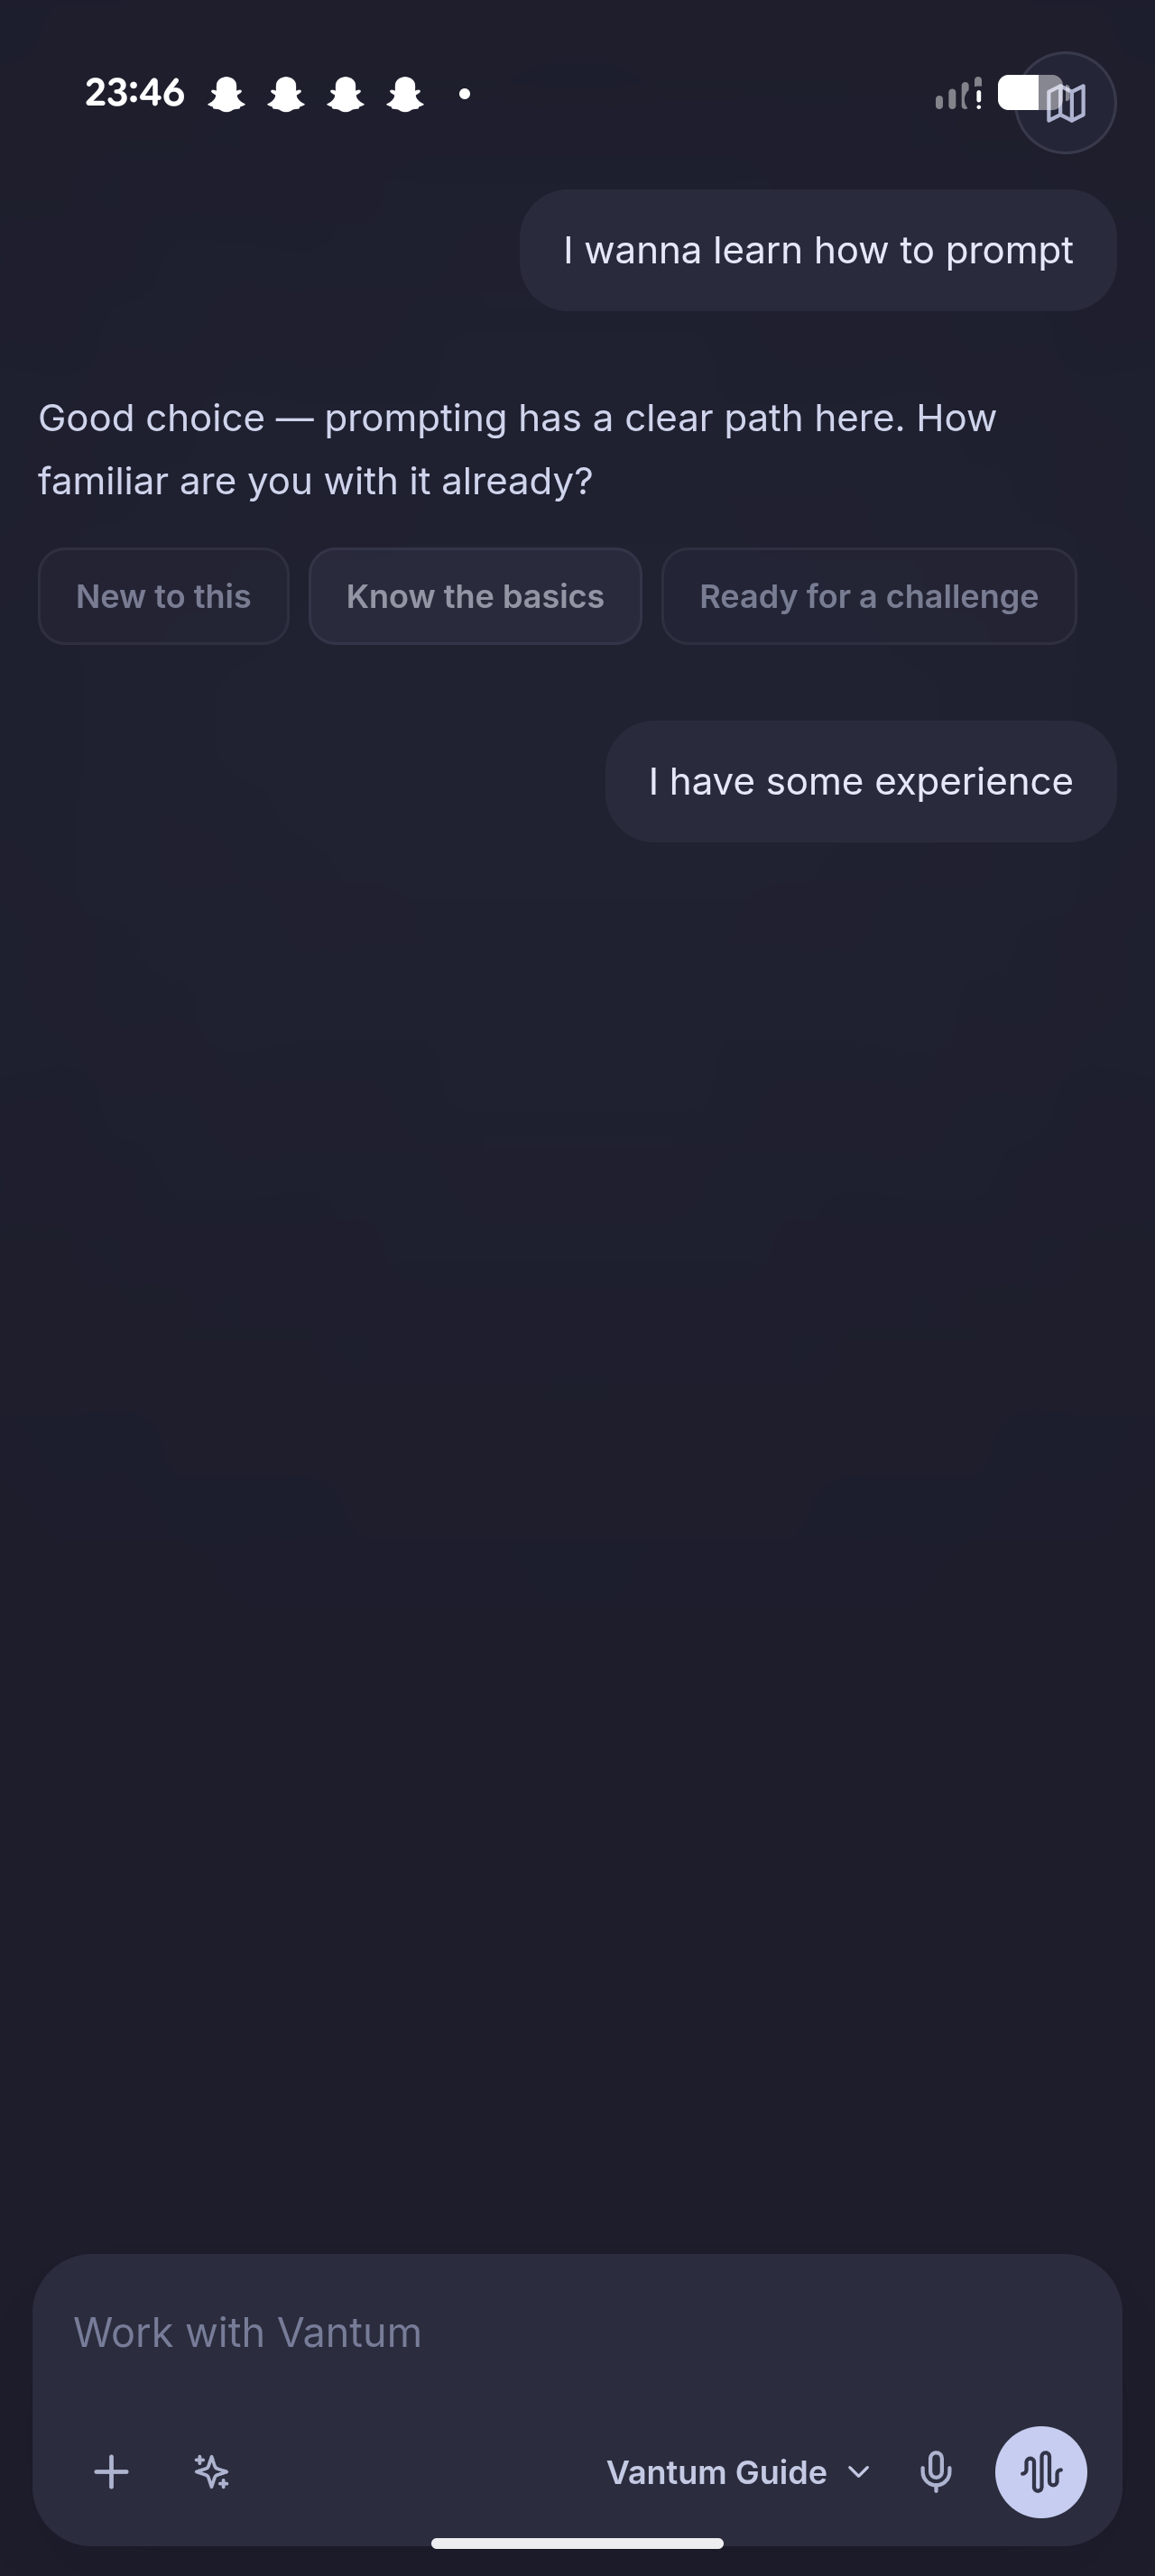 23:46
I wanna learn how to prompt
Good choice — prompting has a clear path here. How
familiar are you with it already?
New to this
Know the basics
Ready for a challenge
I have some experience
Work with Vantum
Vantum Guide